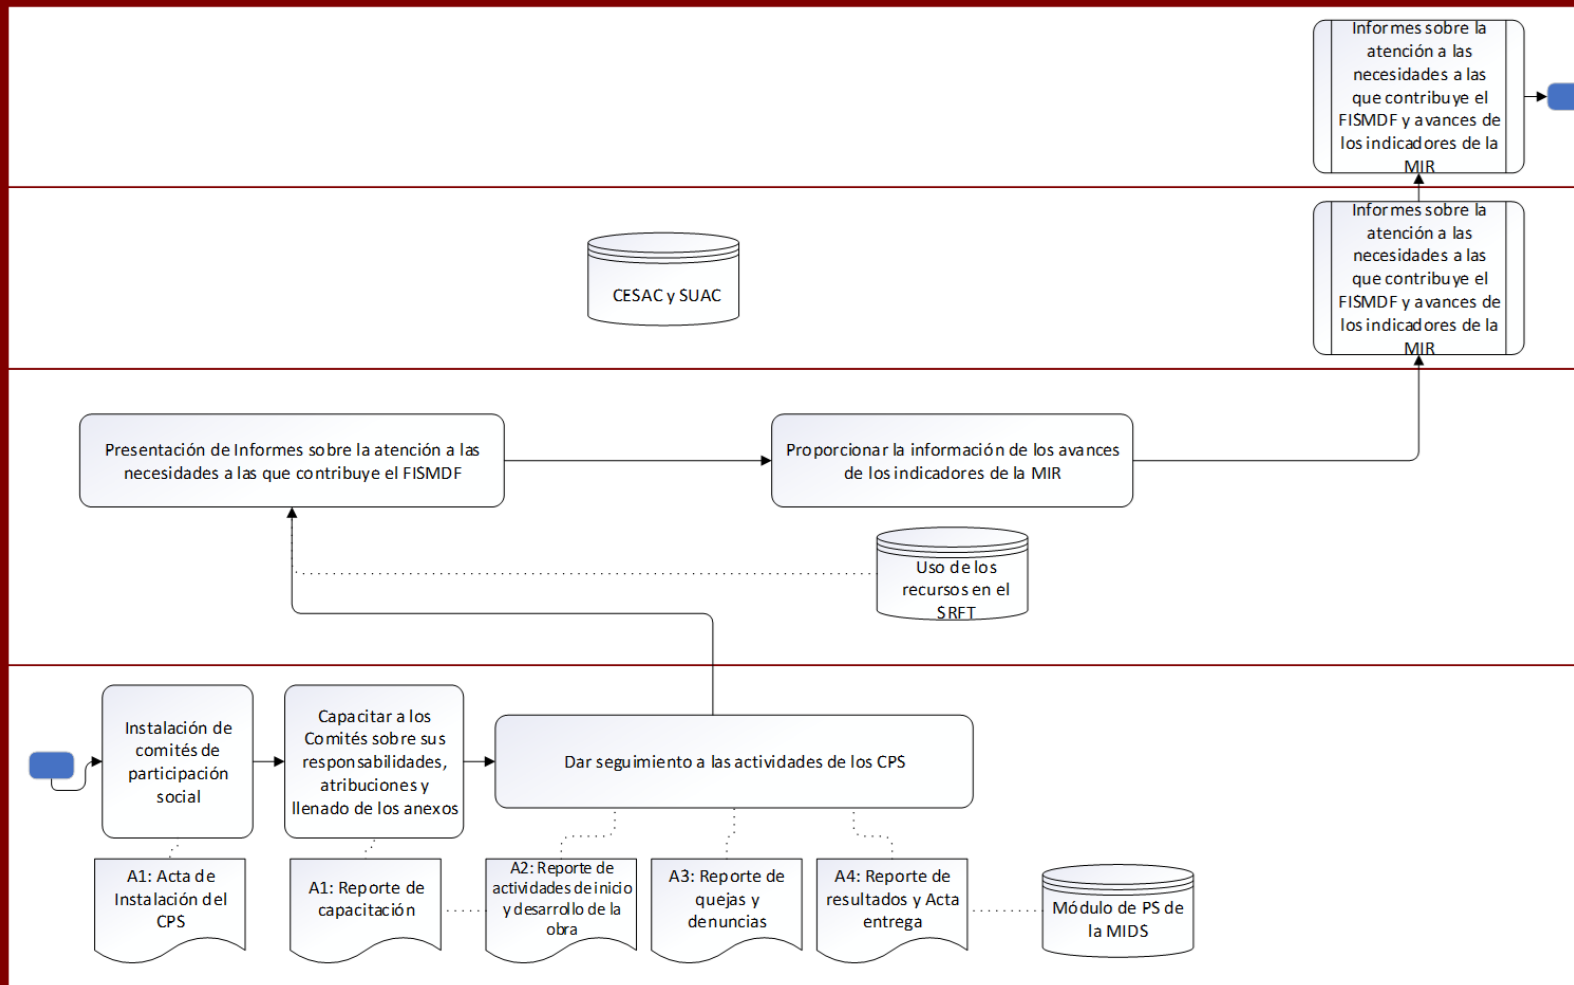 Informes sobre la
atención a las
necesidades a las
que contribuye el
FISMDF y avances de
los indicadores de la
MIR
Informes sobre la
atención a las
necesidades a las
que contribuye el
FISMDF y avances de
los indicadores de la
MIR
CESAC y SUAC
Presentación de Informes sobre la atención a las
necesidades a las que contribuye el FISMDF
Proporcionar la información de los avances
de los indicadores de la MIR
Uso de los
recursos en el
SRFT
Instalación de
comités de
participación
social
Capacitar a los
Comités sobre sus
responsabilidades,
atribuciones y
llenado de los anexos
Dar seguimiento a las actividades de los CPS
A1: Acta de
Instalación del
CPS
A1: Reporte de
capacitación
A2: Reporte de
actividades de inicio
y desarrollo de la
obra
A3: Reporte de
quejas y
denuncias
A4: Reporte de
resultados y Acta
entrega
Módulo de PS de
la MIDS